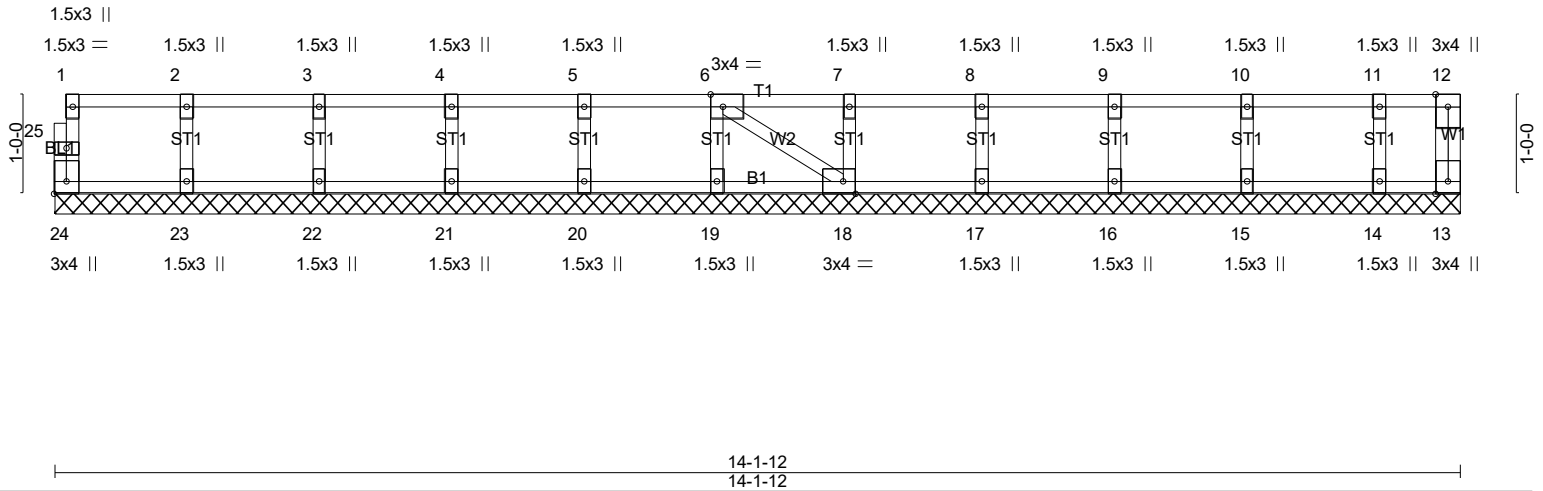 1.5x3 ||
1.5x3 = 1.5x3 || 1.5x3 || 1.5x3 || 1.5x3 || 1.5x3 || 1.5x3 || 1.5x3 || 1.5x3 || 1.5x3 || 3x4 ||
3x4 =
1 2 3 4 5 6 7 8 9 10 11 12
T1
25
1-0-0
BL1
ST1 ST1 ST1 ST1 ST1 W2 ST1 ST1 ST1 ST1 ST1 W1
1-0-0
B1
24 23 22 21 20 19 18 17 16 15 14 13
3x4 || 1.5x3 || 1.5x3 || 1.5x3 || 1.5x3 || 1.5x3 || 3x4 = 1.5x3 || 1.5x3 || 1.5x3 || 1.5x3 || 3x4 ||
14-1-12
14-1-12